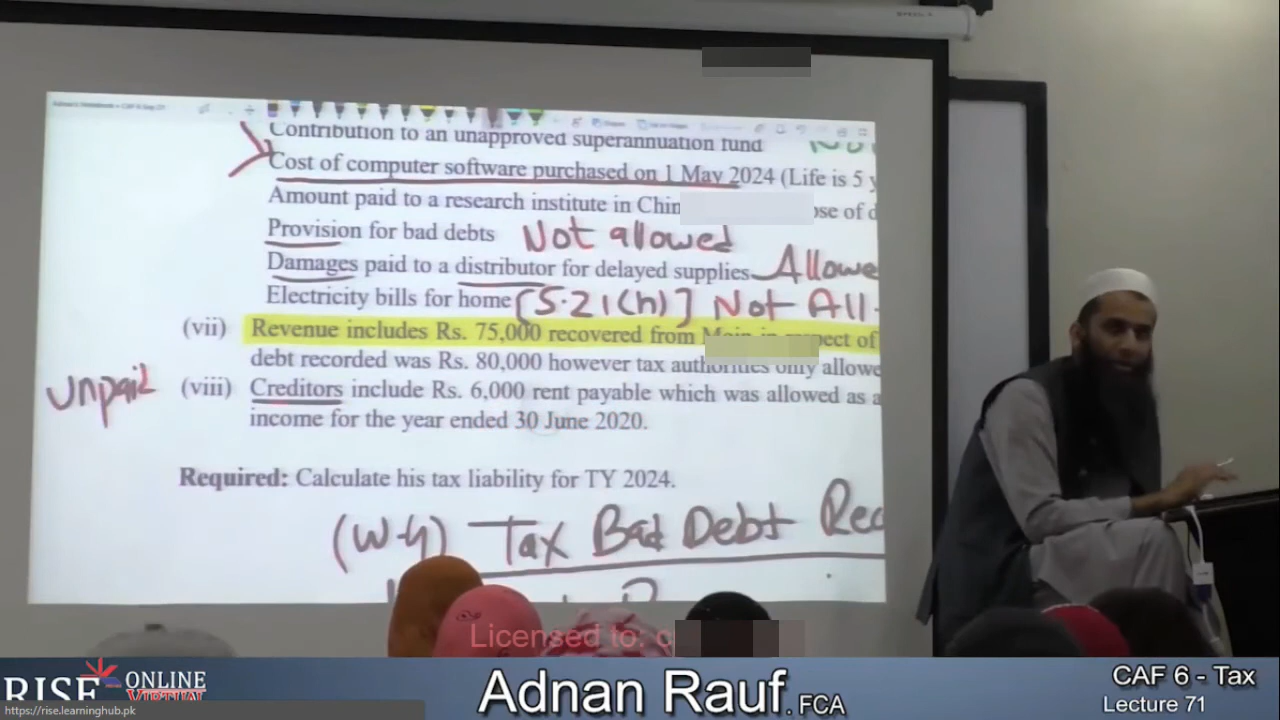 Contribution to an unapproved superannuation fund
Cost of computer software purchased on 1 May 2024 (Life is 5 y
Amount paid to a research institute in Chin ose of d
Provision for bad debts Not allowed
Damages paid to a distributor for delayed supplies Allowe
Electricity bills for home [S.21(h)] Not All.
(vii) Revenue includes Rs. 75,000 recovered from in respect of
debt recorded was Rs. 80,000 however tax authorities only allowe
unpaid (viii) Creditors include Rs. 6,000 rent payable which was allowed as a
income for the year ended 30 June 2020.
Required: Calculate his tax liability for TY 2024.
(W-4) Tax Bad Debt Rec
Licensed to: c
RISE ONLINE
VIRTUAL
https://rise.learninghub.pk
Adnan Rauf. FCA
CAF 6 - Tax
Lecture 71